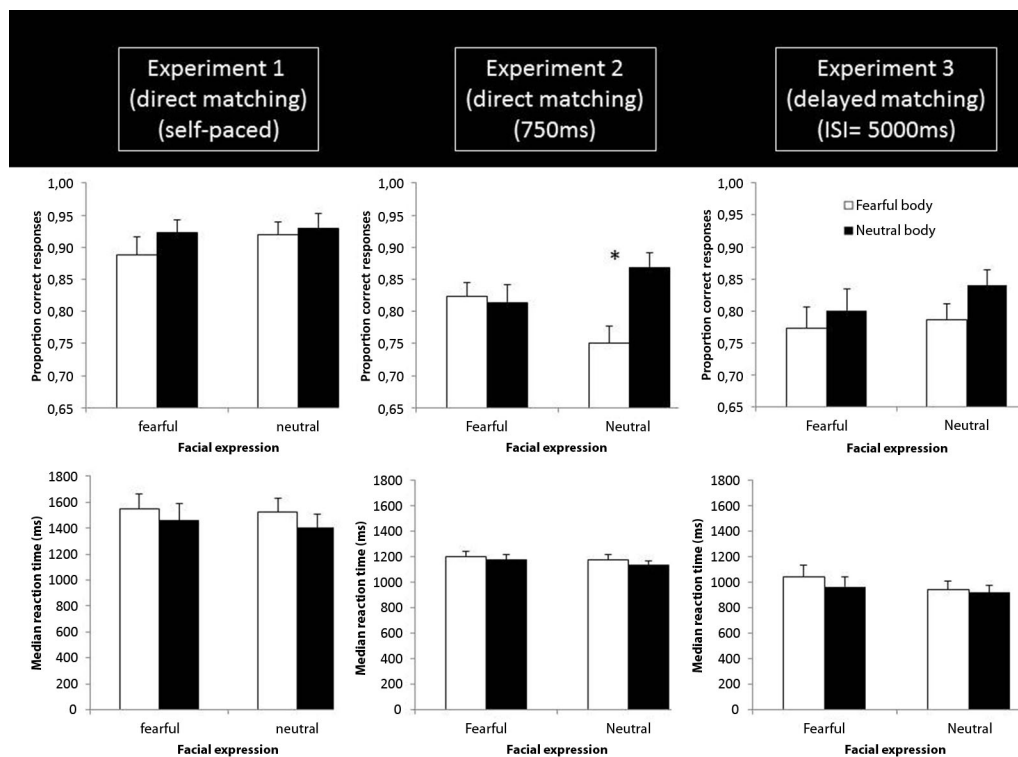 Experiment 1
(direct matching)
(self-paced)
Experiment 2
(direct matching)
(750ms)
Experiment 3
(delayed matching)
(ISI= 5000ms)
Proportion correct responses
1,00
0,95
0,90
0,85
0,80
0,75
0,70
0,65
fearful
neutral
Facial expression
Proportion correct responses
1,00
0,95
0,90
0,85
0,80
0,75
0,70
0,65
*
Fearful
Neutral
Facial expression
Proportion correct responses
1,00
0,95
0,90
0,85
0,80
0,75
0,70
0,65
Fearful body
Neutral body
Fearful
Neutral
Facial expression
Median reaction time (ms)
1800
1600
1400
1200
1000
800
600
400
200
0
fearful
neutral
Facial expression
Median reaction time (ms)
1800
1600
1400
1200
1000
800
600
400
200
0
Fearful
Neutral
Facial expression
Median reaction time (ms)
1800
1600
1400
1200
1000
800
600
400
200
0
Fearful
Neutral
Facial expression